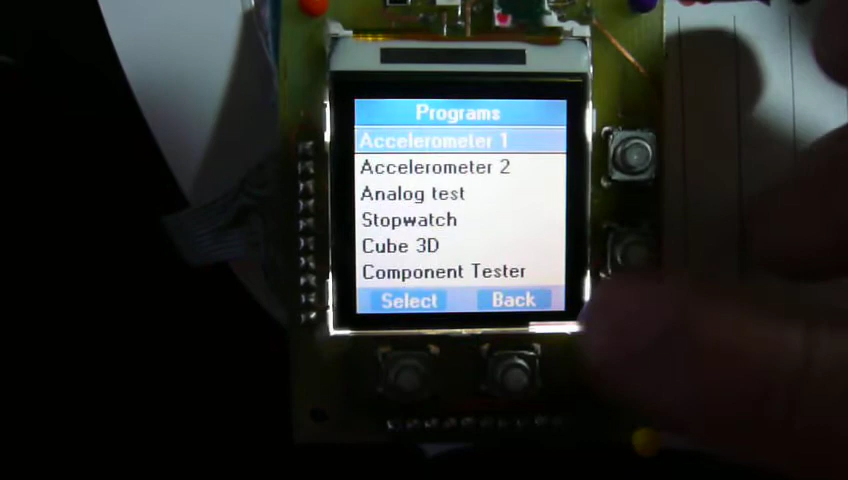 Programs
Accelerometer 1
Accelerometer 2
Analog test
Stopwatch
Cube 3D
Component Tester
Select Back